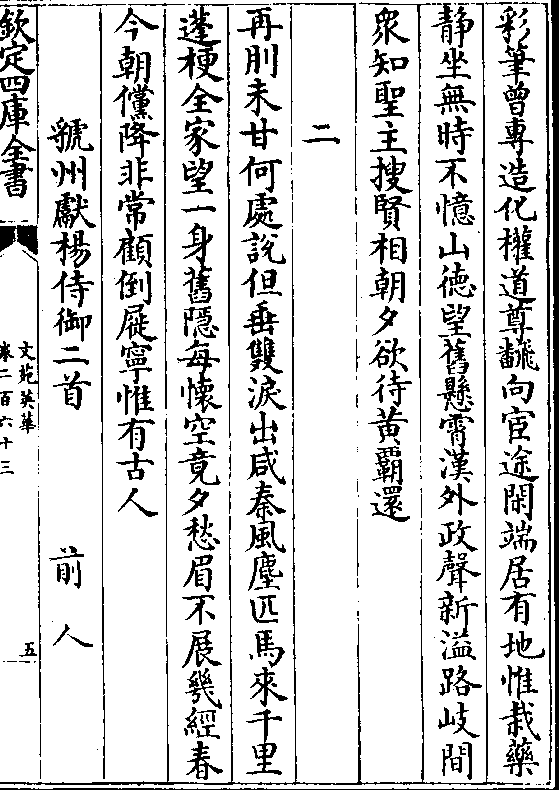 彩筆曾專造化權道尊翻向宦途閑端居有地惟栽藥
静坐無時不憶山徳望舊懸霄漢外政聲新溢路岐間
衆知聖主搜賢相朝夕欲待黄霸還
二
再刖未甘何處說但垂雙淚出咸秦風塵匹馬來千里
蓬梗全家望一身舊隱每懷空竟夕愁眉不展幾經春
今朝儻降非常顧倒屣寧惟有古人
虢州獻楊侍御二首　前人
欽定四庫全書
文苑英華
卷二百六十三
五